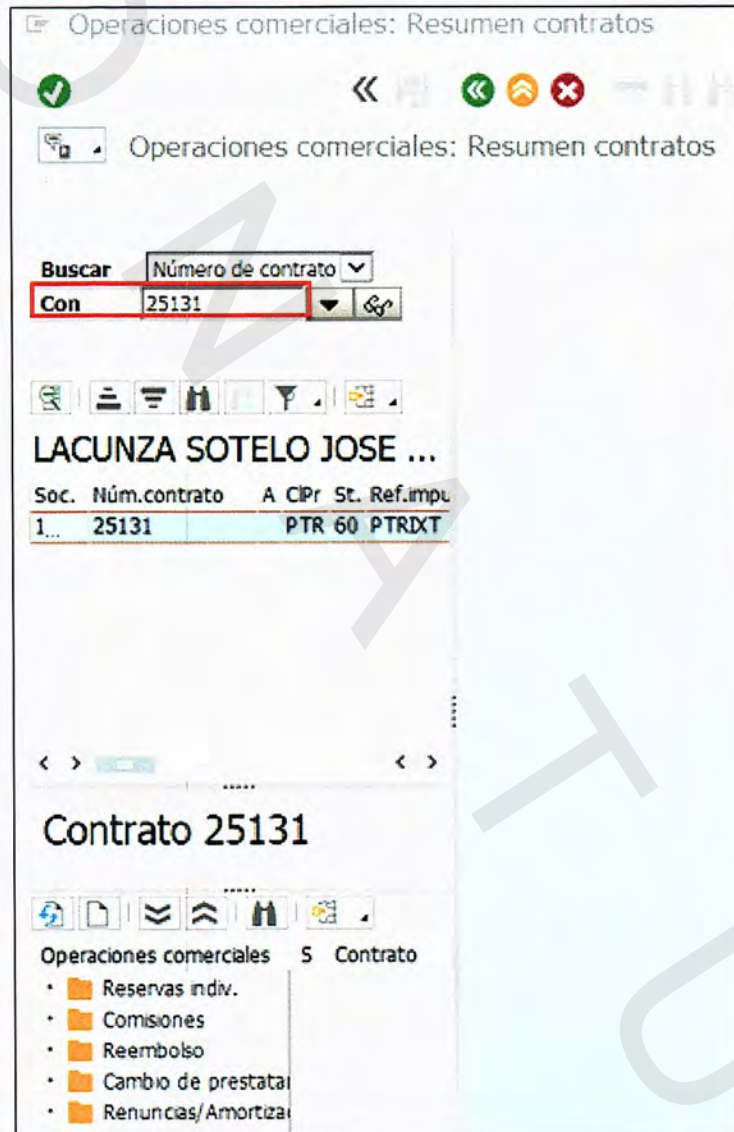 Operaciones comerciales: Resumen contratos
Operaciones comerciales: Resumen contratos
Buscar Número de contrato
Con 25131
LACUNZA SOTELO JOSE ...
Soc. Núm.contrato A ClPr St. Ref.impu
1... 25131 PTR 60 PTRIXT
Contrato 25131
Operaciones comerciales S Contrato
Reservas indiv.
Comisiones
Reembolso
Cambio de prestatar
Renuncias/Amortizac